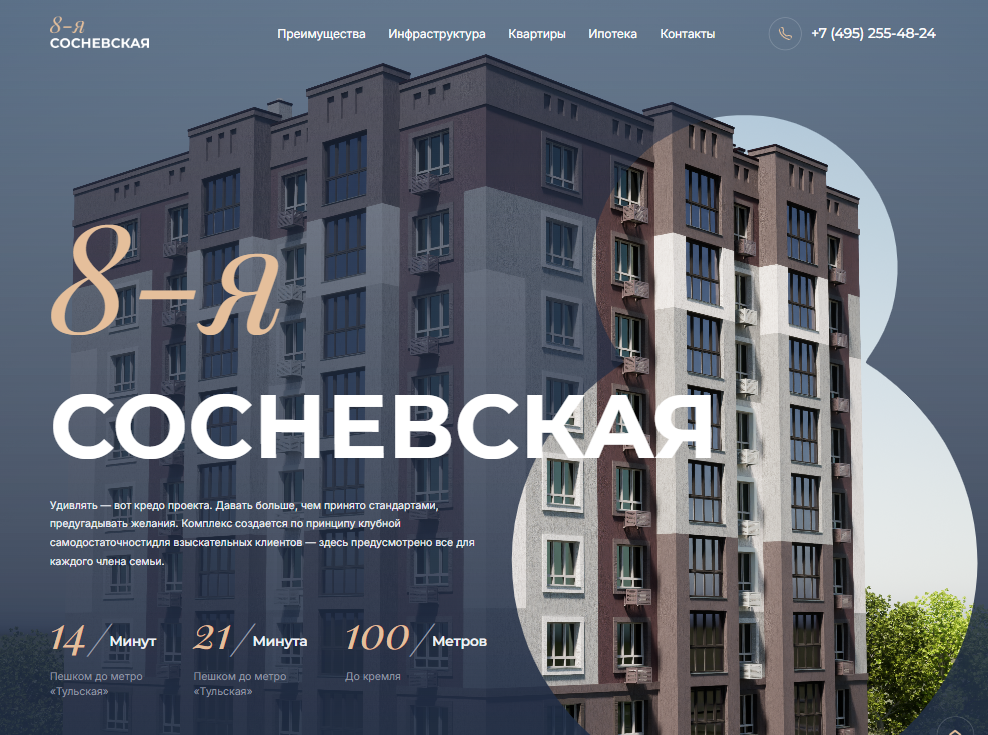 8-я
СОСНЕВСКАЯ
Преимущества Инфраструктура Квартиры Ипотека Контакты
+7 (495) 255-48-24
8-я
СОСНЕВСКАЯ
Удивлять — вот кредо проекта. Давать больше, чем принято стандартами,
предугадывать желания. Комплекс создается по принципу клубной
самодостаточностидля взыскательных клиентов — здесь предусмотрено все для
каждого члена семьи.
14 / Минут
Пешком до метро
«Тульская»
21 / Минута
Пешком до метро
«Тульская»
100 / Метров
До кремля